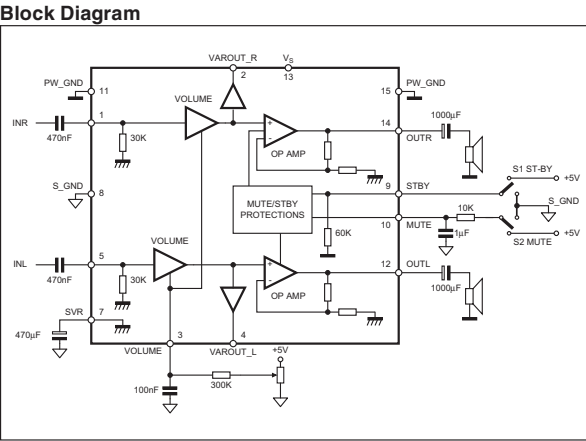 Block Diagram
VAROUT_R
VS
2
13
PW_GND
11
PW_GND
15
VOLUME
1000μF
INR
1
470nF
30K
+
-
OP AMP
14
OUTR
S1 ST-BY
+5V
S_GND
8
9
STBY
MUTE/STBY
PROTECTIONS
S_GND
10K
10
MUTE
60K
1μF
+5V
S2 MUTE
VOLUME
INL
5
470nF
30K
+
-
OP AMP
12
OUTL
1000μF
SVR
7
470μF
3
4
VOLUME
VAROUT_L
+5V
300K
100nF